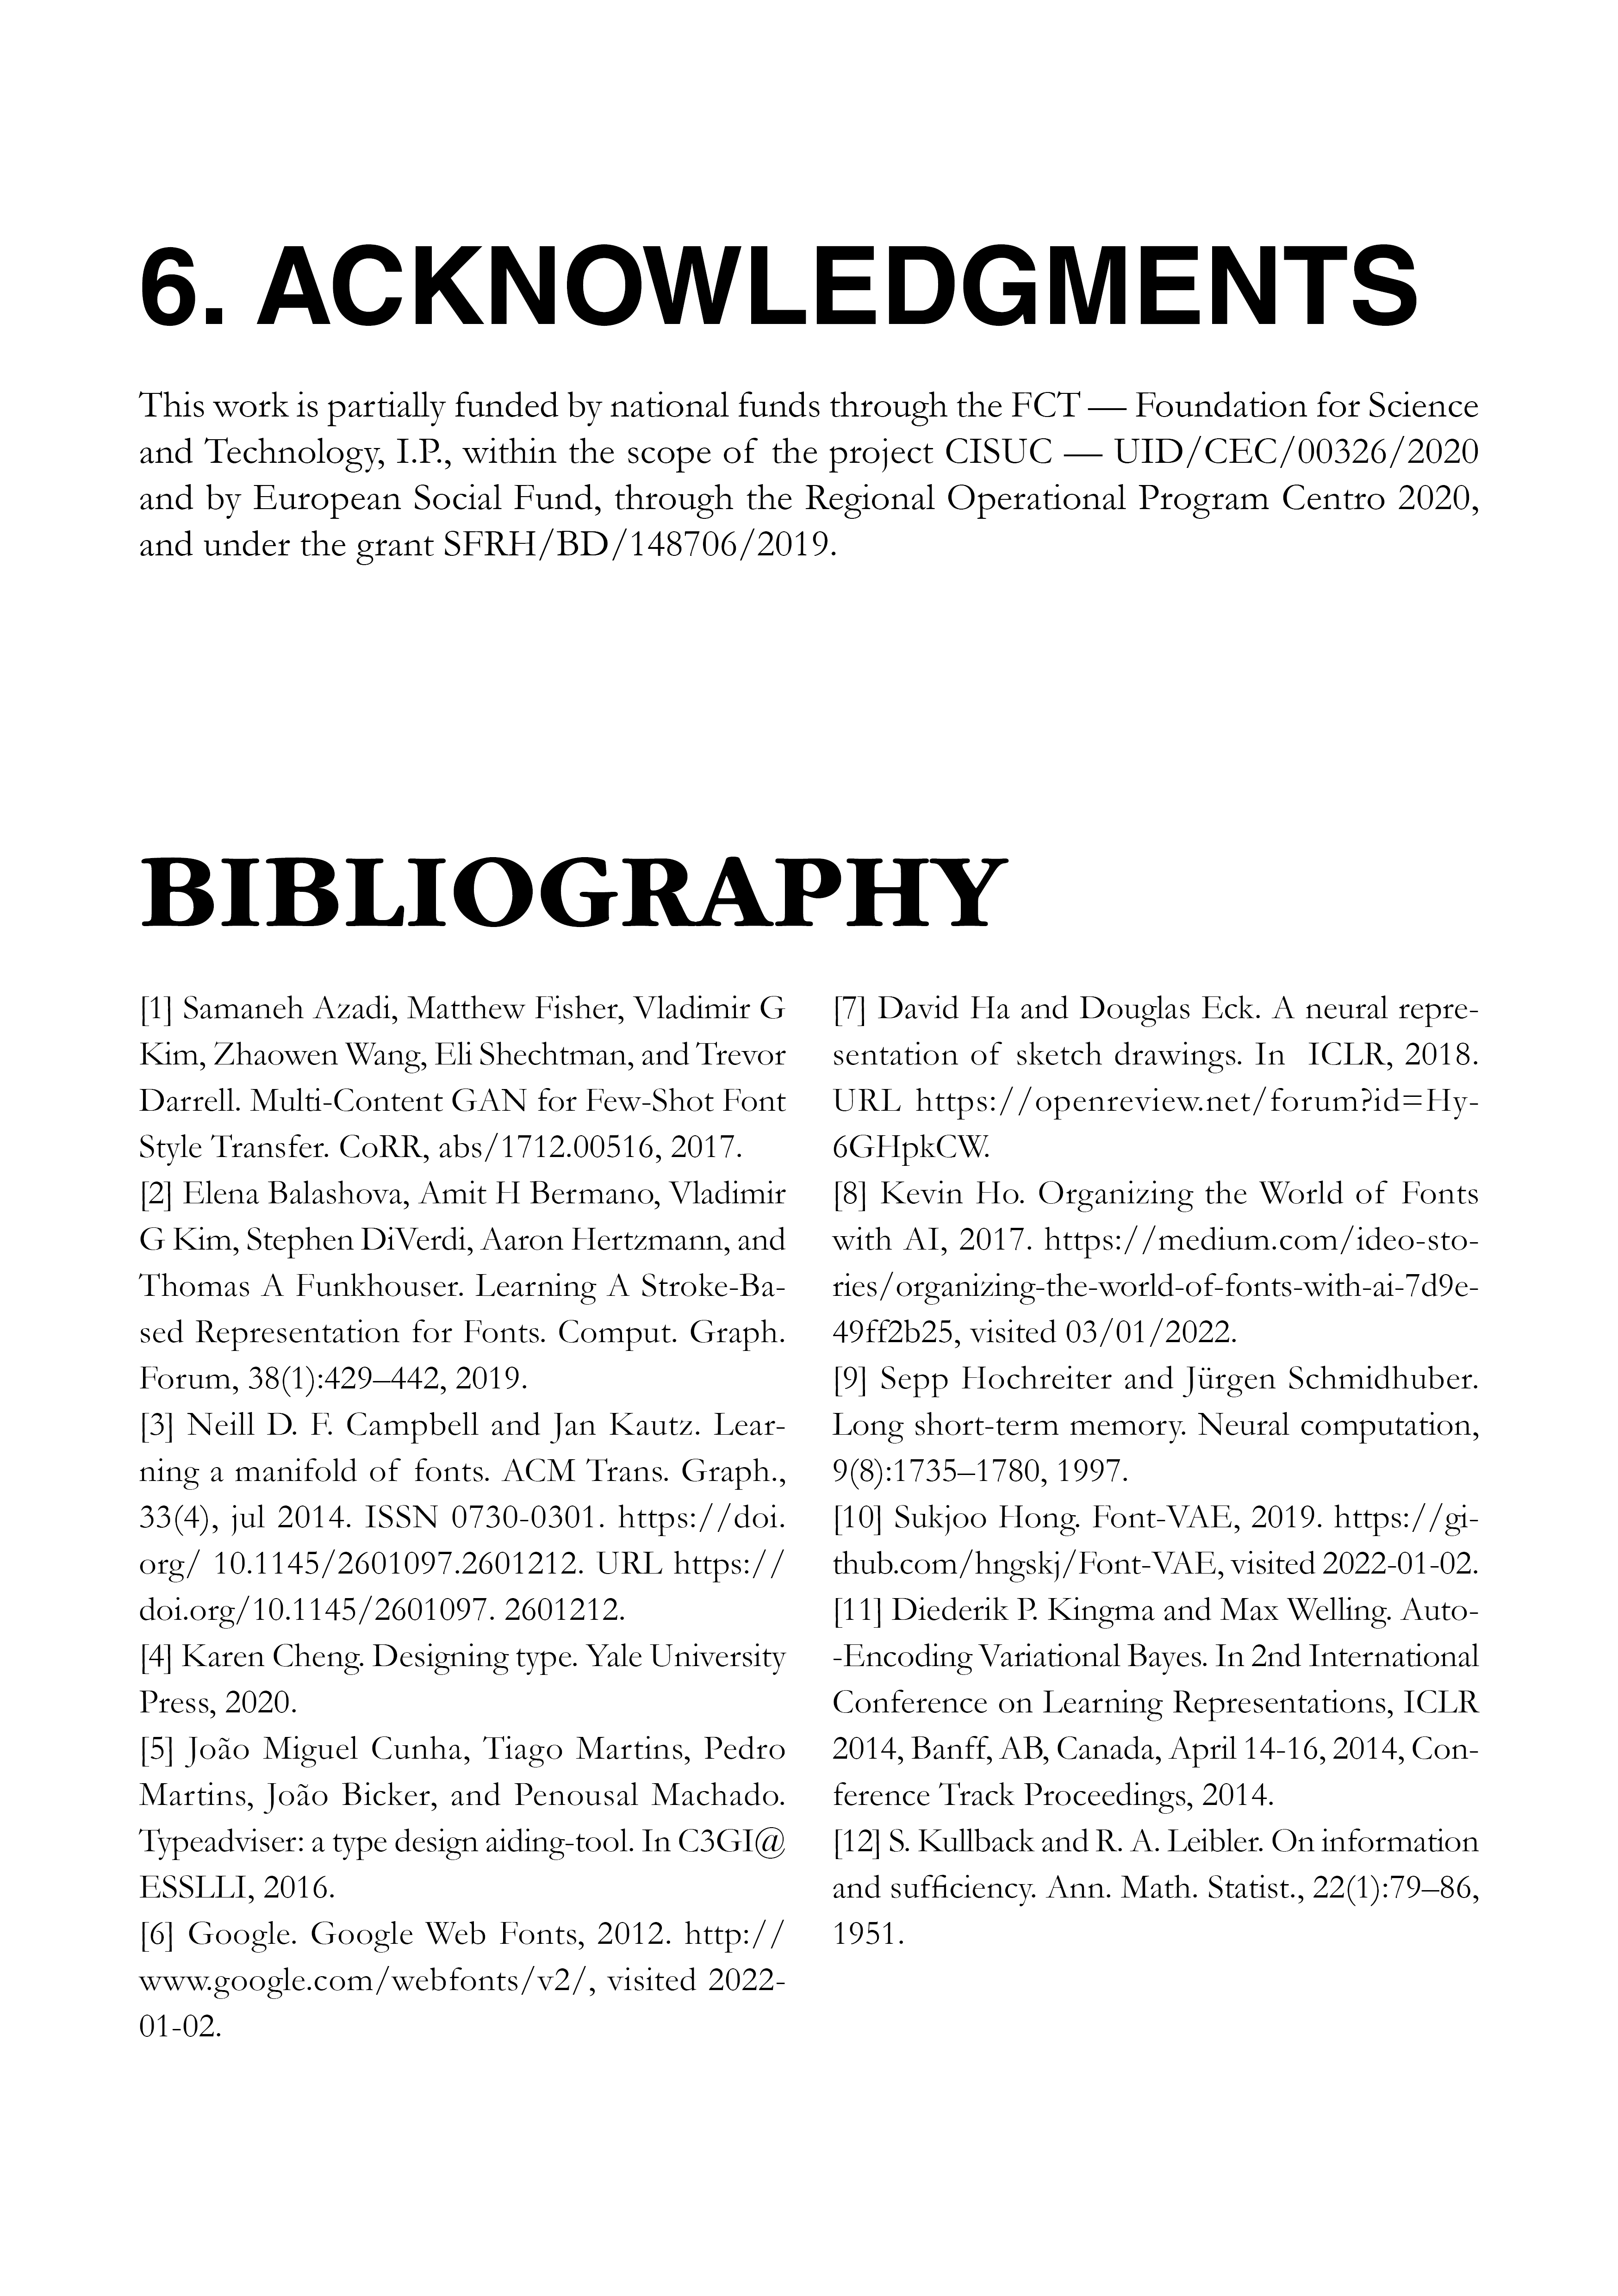 6. ACKNOWLEDGMENTS
This work is partially funded by national funds through the FCT — Foundation for Science
and Technology, I.P., within the scope of the project CISUC — UID/CEC/00326/2020
and by European Social Fund, through the Regional Operational Program Centro 2020,
and under the grant SFRH/BD/148706/2019.
BIBLIOGRAPHY
[1] Samaneh Azadi, Matthew Fisher, Vladimir G
Kim, Zhaowen Wang, Eli Shechtman, and Trevor
Darrell. Multi-Content GAN for Few-Shot Font
Style Transfer. CoRR, abs/1712.00516, 2017.
[2] Elena Balashova, Amit H Bermano, Vladimir
G Kim, Stephen DiVerdi, Aaron Hertzmann, and
Thomas A Funkhouser. Learning A Stroke-Ba-
sed Representation for Fonts. Comput. Graph.
Forum, 38(1):429–442, 2019.
[3] Neill D. F. Campbell and Jan Kautz. Lear-
ning a manifold of fonts. ACM Trans. Graph.,
33(4), jul 2014. ISSN 0730-0301. https://doi.
org/ 10.1145/2601097.2601212. URL https://
doi.org/10.1145/2601097. 2601212.
[4] Karen Cheng. Designing type. Yale University
Press, 2020.
[5] João Miguel Cunha, Tiago Martins, Pedro
Martins, João Bicker, and Penousal Machado.
Typeadviser: a type design aiding-tool. In C3GI@
ESSLLI, 2016.
[6] Google. Google Web Fonts, 2012. http://
www.google.com/webfonts/v2/, visited 2022-
01-02.
[7] David Ha and Douglas Eck. A neural repre-
sentation of sketch drawings. In ICLR, 2018.
URL https://openreview.net/forum?id=Hy-
6GHpkCW.
[8] Kevin Ho. Organizing the World of Fonts
with AI, 2017. https://medium.com/ideo-sto-
ries/organizing-the-world-of-fonts-with-ai-7d9e-
49ff2b25, visited 03/01/2022.
[9] Sepp Hochreiter and Jürgen Schmidhuber.
Long short-term memory. Neural computation,
9(8):1735–1780, 1997.
[10] Sukjoo Hong. Font-VAE, 2019. https://gi-
thub.com/hngskj/Font-VAE, visited 2022-01-02.
[11] Diederik P. Kingma and Max Welling. Auto-
-Encoding Variational Bayes. In 2nd International
Conference on Learning Representations, ICLR
2014, Banff, AB, Canada, April 14-16, 2014, Con-
ference Track Proceedings, 2014.
[12] S. Kullback and R. A. Leibler. On information
and sufficiency. Ann. Math. Statist., 22(1):79–86,
1951.